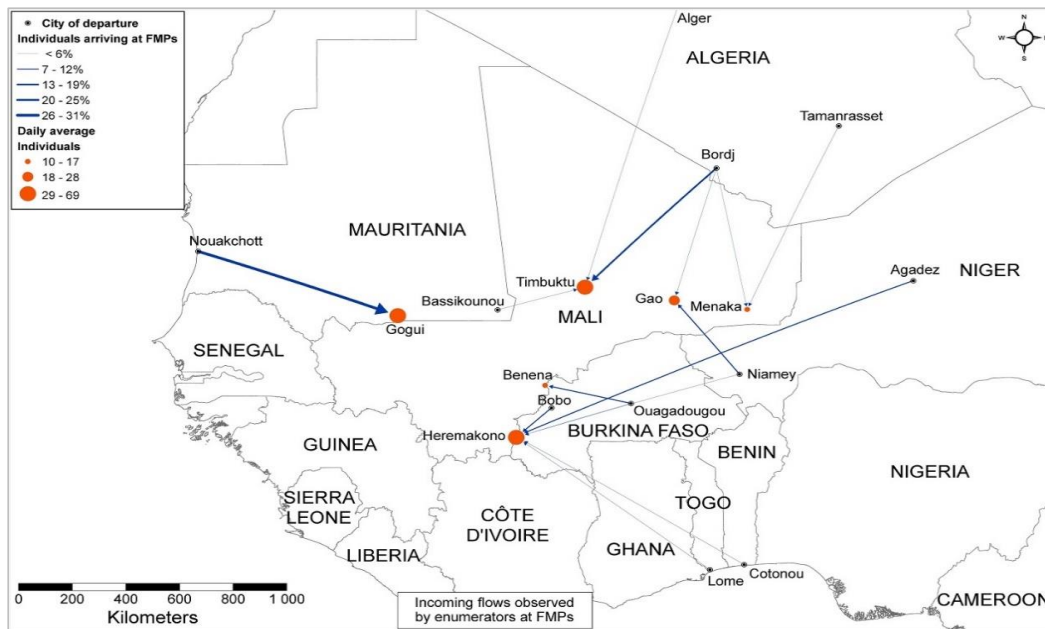 City of departure
Individuals arriving at FMPs
< 6%
7 - 12%
13 - 19%
20 - 25%
26 - 31%
Daily average
Individuals
10 - 17
18 - 28
29 - 69
Alger
N
W
S
ALGERIA
Tamanrasset
Bordj
MAURITANIA
Nouakchott
Agadez
NIGER
Timbuktu
Bassikounou
Gao
Menaka
MALI
Gogui
SENEGAL
Benena
Niamey
Bobo
Ouagadougou
BURKINA FASO
Heremakono
GUINEA
BENIN
NIGERIA
SIERRA
LEONE
TOGO
CÔTE
D'IVOIRE
LIBERIA
GHANA
Lome
Cotonou
CAMEROON
0 200 400 600 800 1 000
Kilometers
Incoming flows observed
by enumerators at FMPs